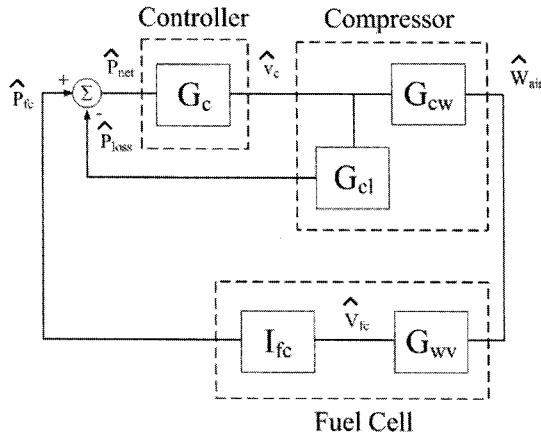 Controller
Compressor
P̂fc
+
Σ
-
P̂net
Gc
v̂c
Gcw
Ŵair
P̂loss
Gcl
Ifc
V̂fc
Gwv
Fuel Cell